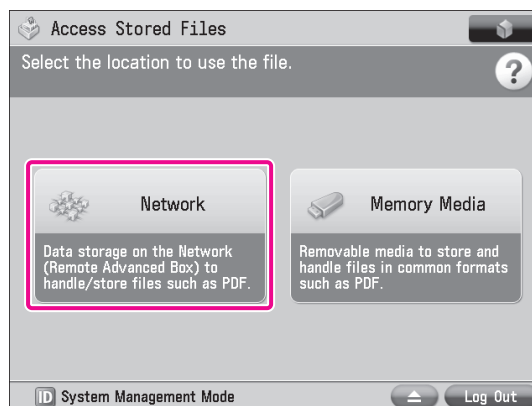 Access Stored Files
Select the location to use the file.
?
Network
Data storage on the Network
(Remote Advanced Box) to
handle/store files such as PDF.
Memory Media
Removable media to store and
handle files in common formats
such as PDF.
ID System Management Mode
Log Out